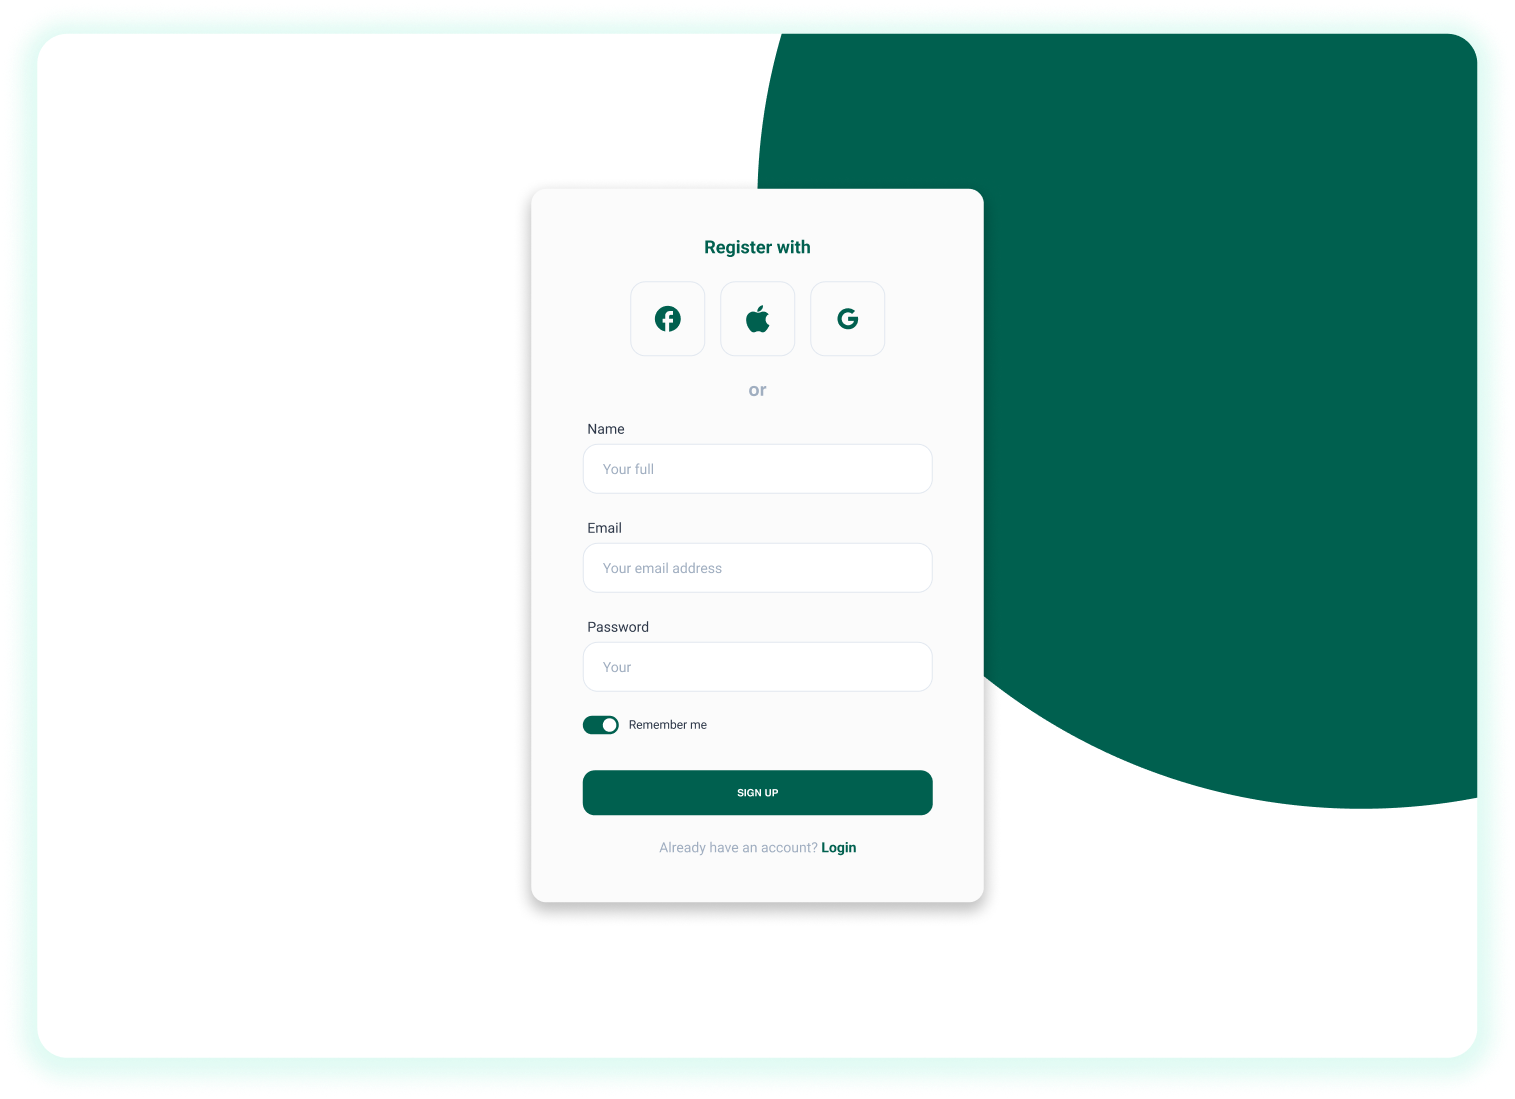 Register with
or
Name
Your full
Email
Your email address
Password
Your
Remember me
SIGN UP
Already have an account? Login